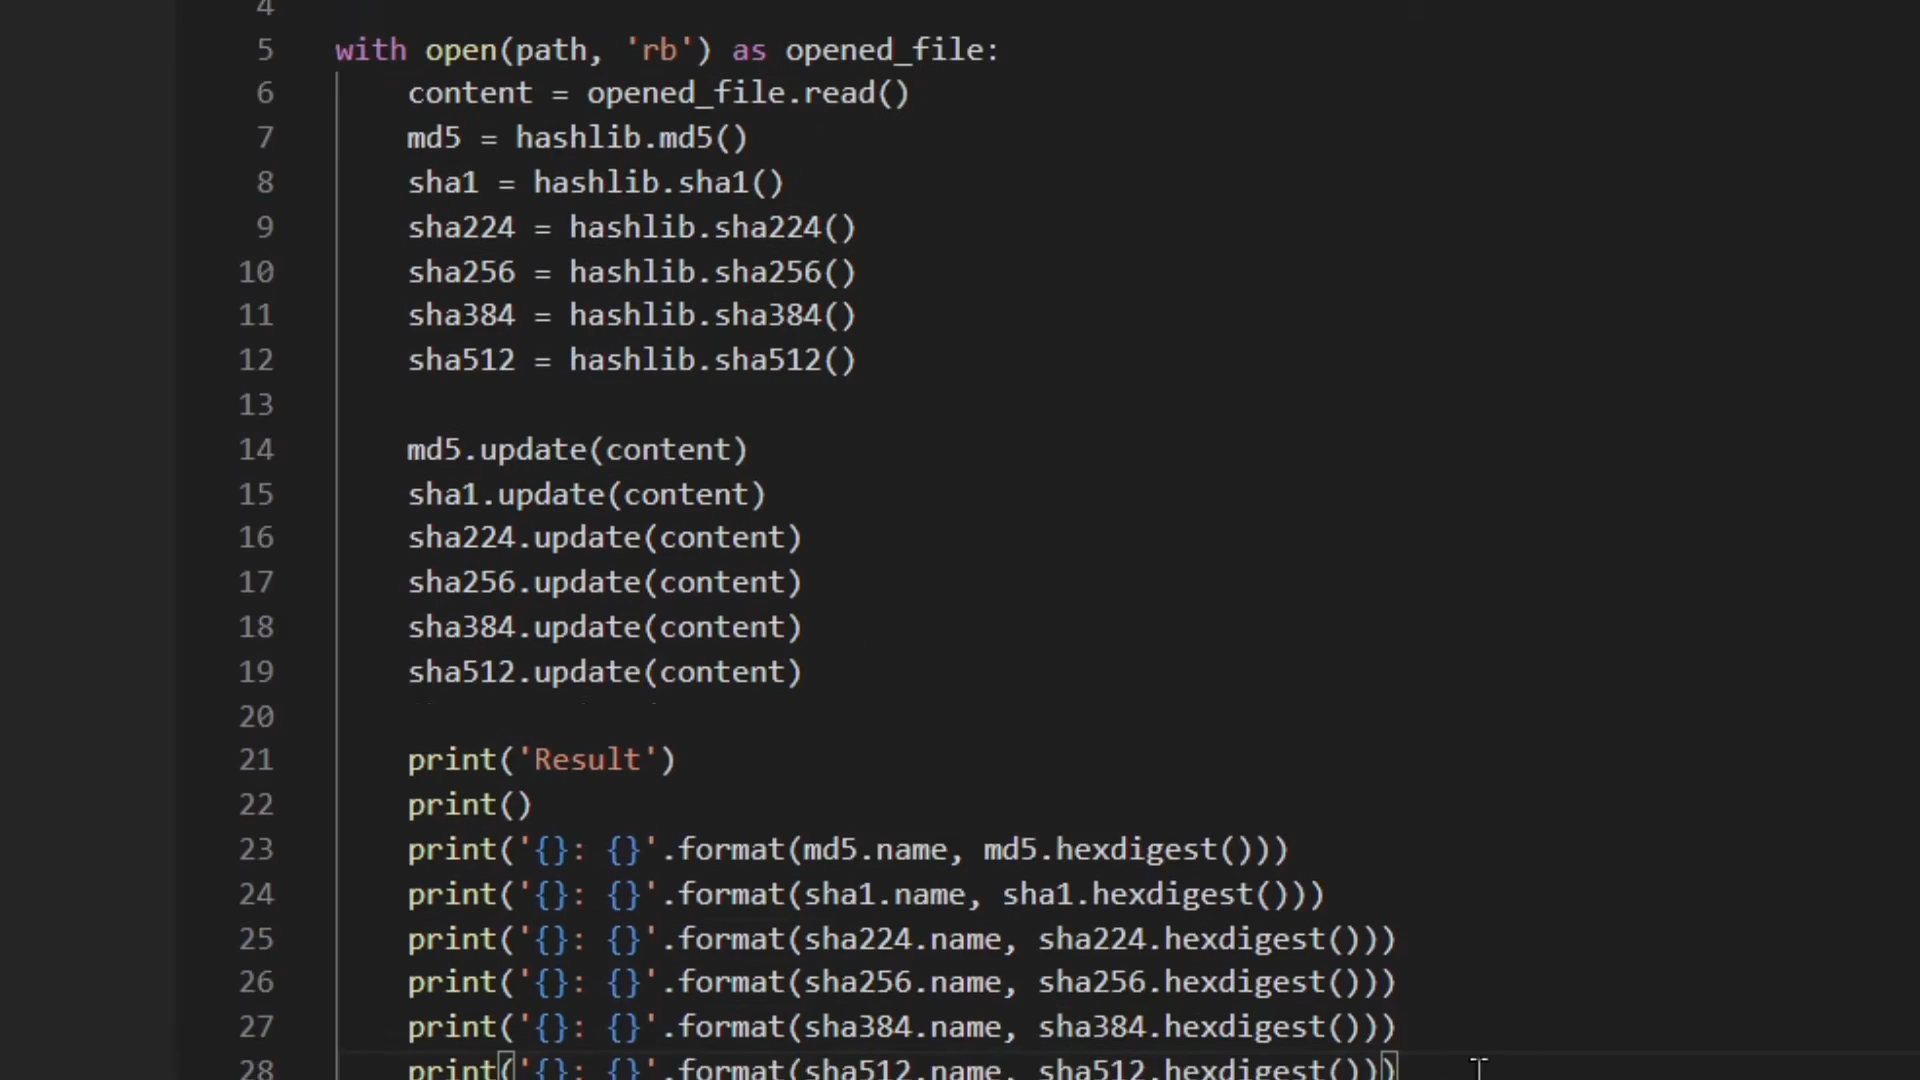 4
5 with open(path, 'rb') as opened_file:
6 content = opened_file.read()
7 md5 = hashlib.md5()
8 sha1 = hashlib.sha1()
9 sha224 = hashlib.sha224()
10 sha256 = hashlib.sha256()
11 sha384 = hashlib.sha384()
12 sha512 = hashlib.sha512()
13
14 md5.update(content)
15 sha1.update(content)
16 sha224.update(content)
17 sha256.update(content)
18 sha384.update(content)
19 sha512.update(content)
20
21 print('Result')
22 print()
23 print('{}: {}'.format(md5.name, md5.hexdigest()))
24 print('{}: {}'.format(sha1.name, sha1.hexdigest()))
25 print('{}: {}'.format(sha224.name, sha224.hexdigest()))
26 print('{}: {}'.format(sha256.name, sha256.hexdigest()))
27 print('{}: {}'.format(sha384.name, sha384.hexdigest()))
28 print('{}: {}'.format(sha512.name, sha512.hexdigest()))